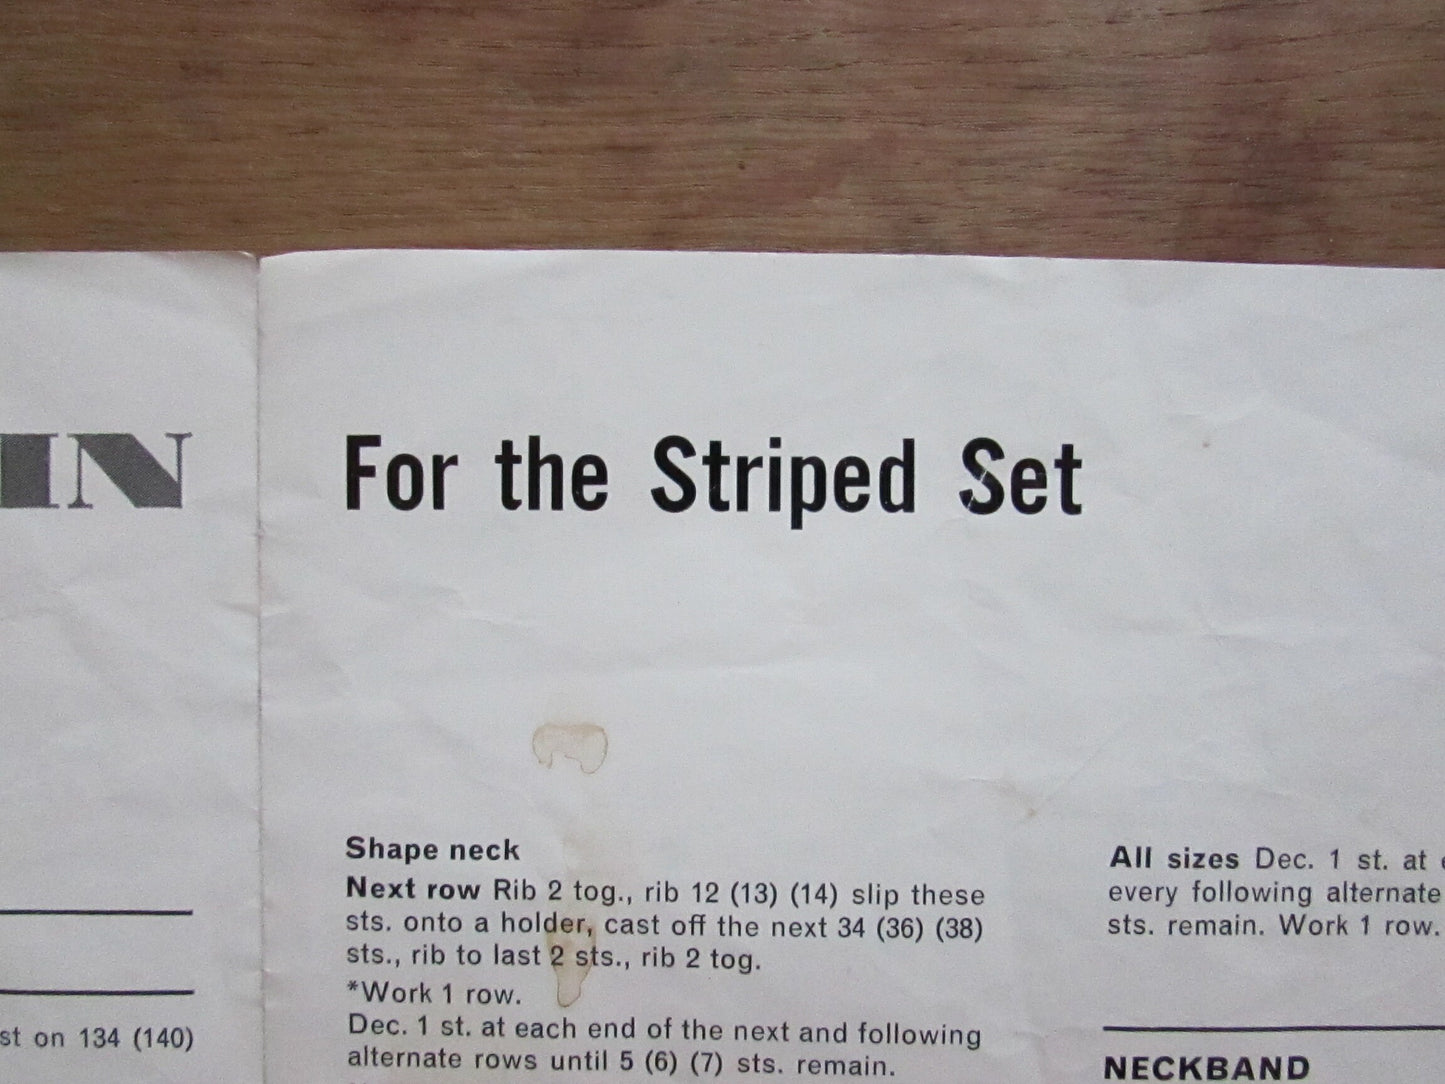 IN
st on 134 (140)
For the Striped Set
Shape neck
Next row Rib 2 tog., rib 12 (13) (14) slip these
sts. onto a holder, cast off the next 34 (36) (38)
sts., rib to last 2 sts., rib 2 tog.
*Work 1 row.
Dec. 1 st. at each end of the next and following
alternate rows until 5 (6) (7) sts. remain.
All sizes Dec. 1 st. at
every following alternate
sts. remain. Work 1 row.
NECKBAND